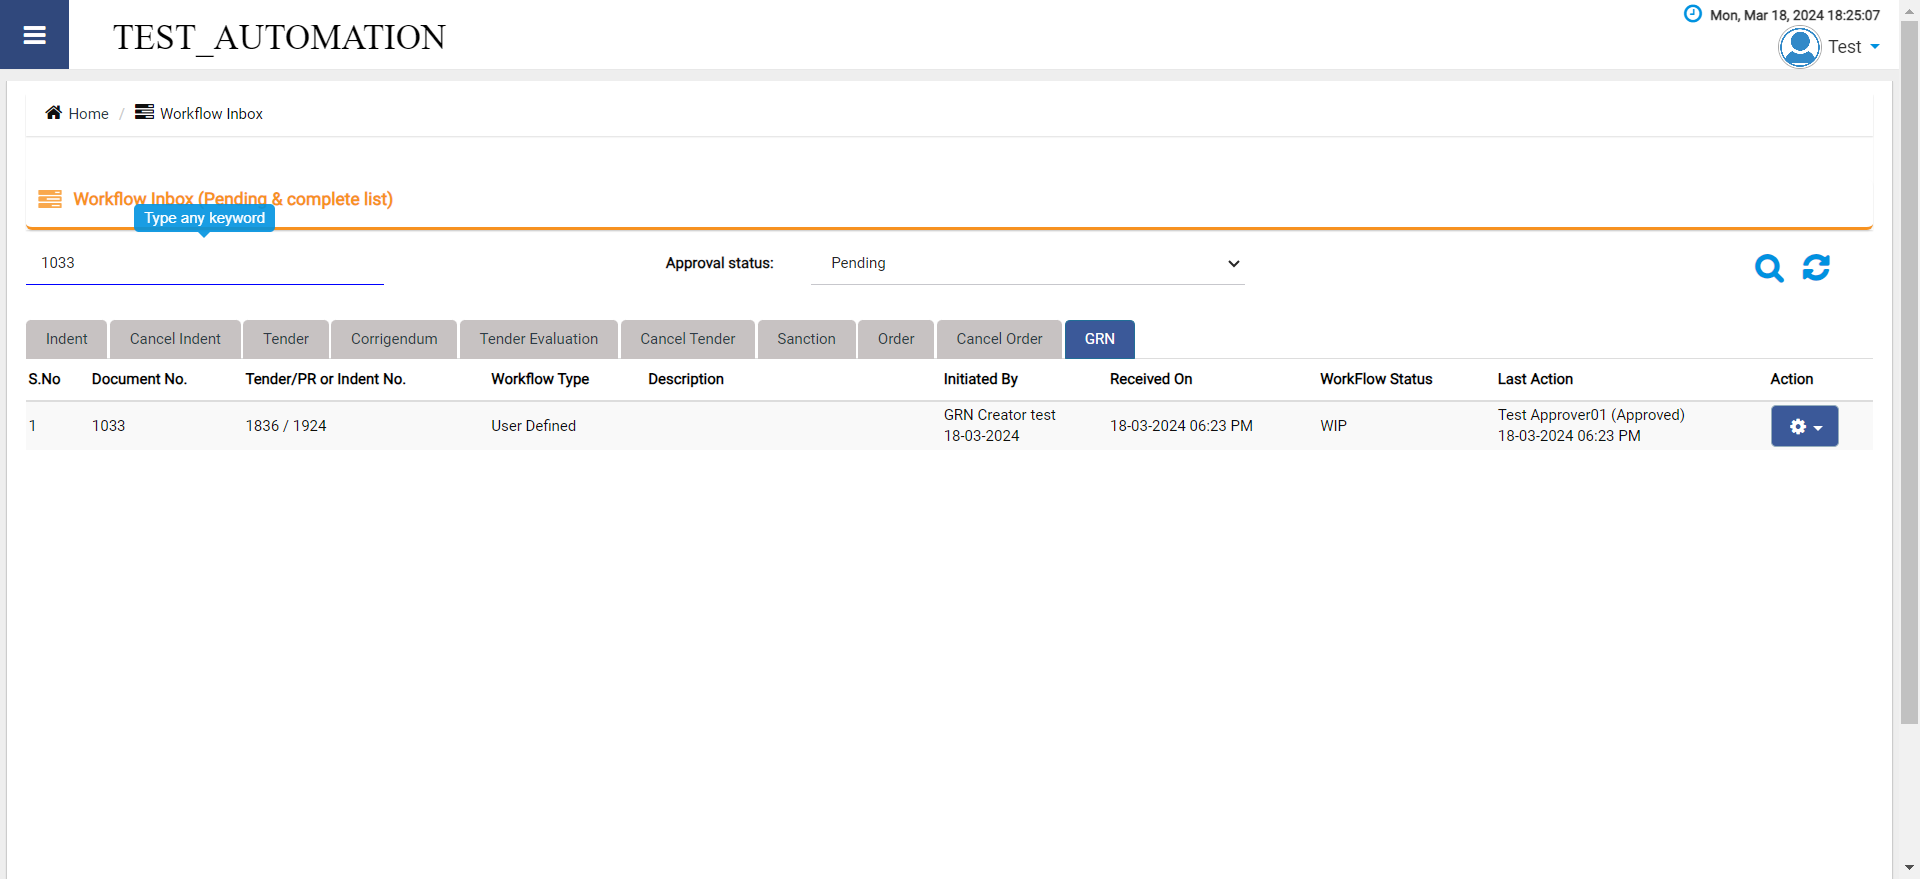 TEST_AUTOMATION
Mon, Mar 18, 2024 18:25:07
Test
Home / Workflow Inbox
Workflow Inbox (Pending & complete list)
Type any keyword
1033 Approval status: Pending
Indent Cancel Indent Tender Corrigendum Tender Evaluation Cancel Tender Sanction Order Cancel Order GRN
S.No Document No. Tender/PR or Indent No. Workflow Type Description Initiated By Received On WorkFlow Status Last Action Action
1 1033 1836 / 1924 User Defined GRN Creator test 18-03-2024 06:23 PM WIP Test Approver01 (Approved)
18-03-2024 18-03-2024 06:23 PM